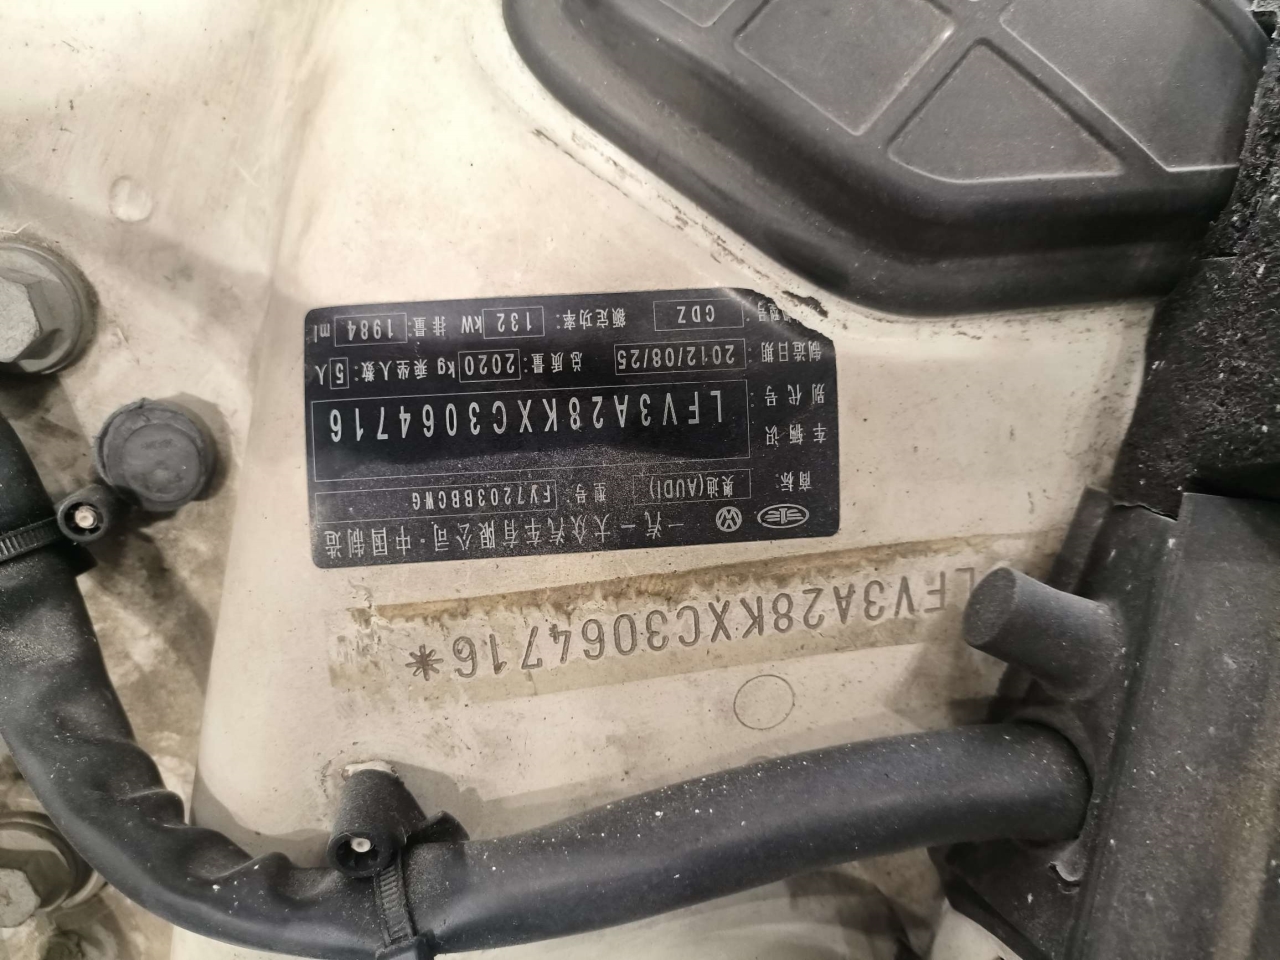 一汽一大众汽车有限公司·中国制造
商标: 奥迪(AUDI) 型号: FV7203BBCWG
车辆识别代号 LFV3A28KXC3064716
制造日期: 2012/08/25 总质量: 2020 kg 乘坐人数: 5 人
型号: CDZ 额定功率: 132 kW 排量: 1984 ml
LFV3A28KXC3064716*